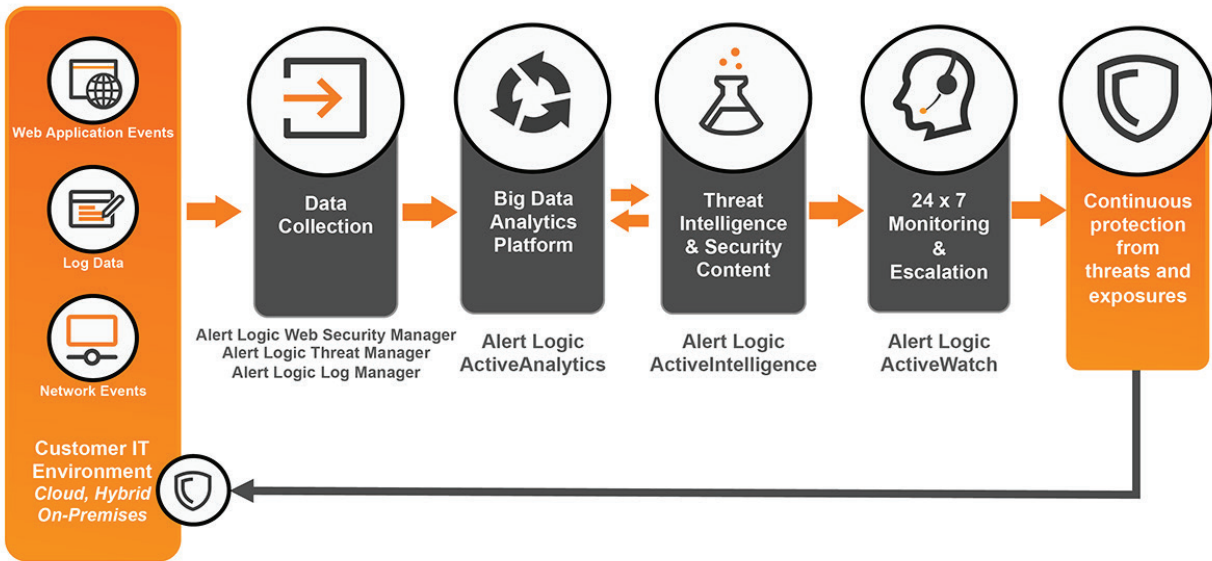 Web Application Events
Log Data
Network Events
Customer IT
Environment
Cloud, Hybrid
On-Premises
Data
Collection
Alert Logic Web Security Manager
Alert Logic Threat Manager
Alert Logic Log Manager
Big Data
Analytics
Platform
Alert Logic
ActiveAnalytics
Threat
Intelligence
& Security
Content
Alert Logic
ActiveIntelligence
24 x 7
Monitoring
&
Escalation
Alert Logic
ActiveWatch
Continuous
protection
from
threats and
exposures